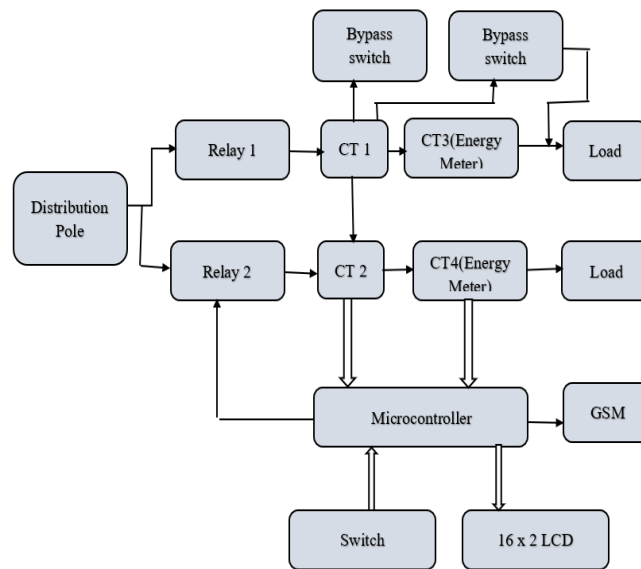 Bypass
switch
Bypass
switch
Relay 1
CT 1
CT3(Energy
Meter)
Load
Distribution
Pole
Relay 2
CT 2
CT4(Energy
Meter)
Load
Microcontroller
GSM
Switch
16 x 2 LCD